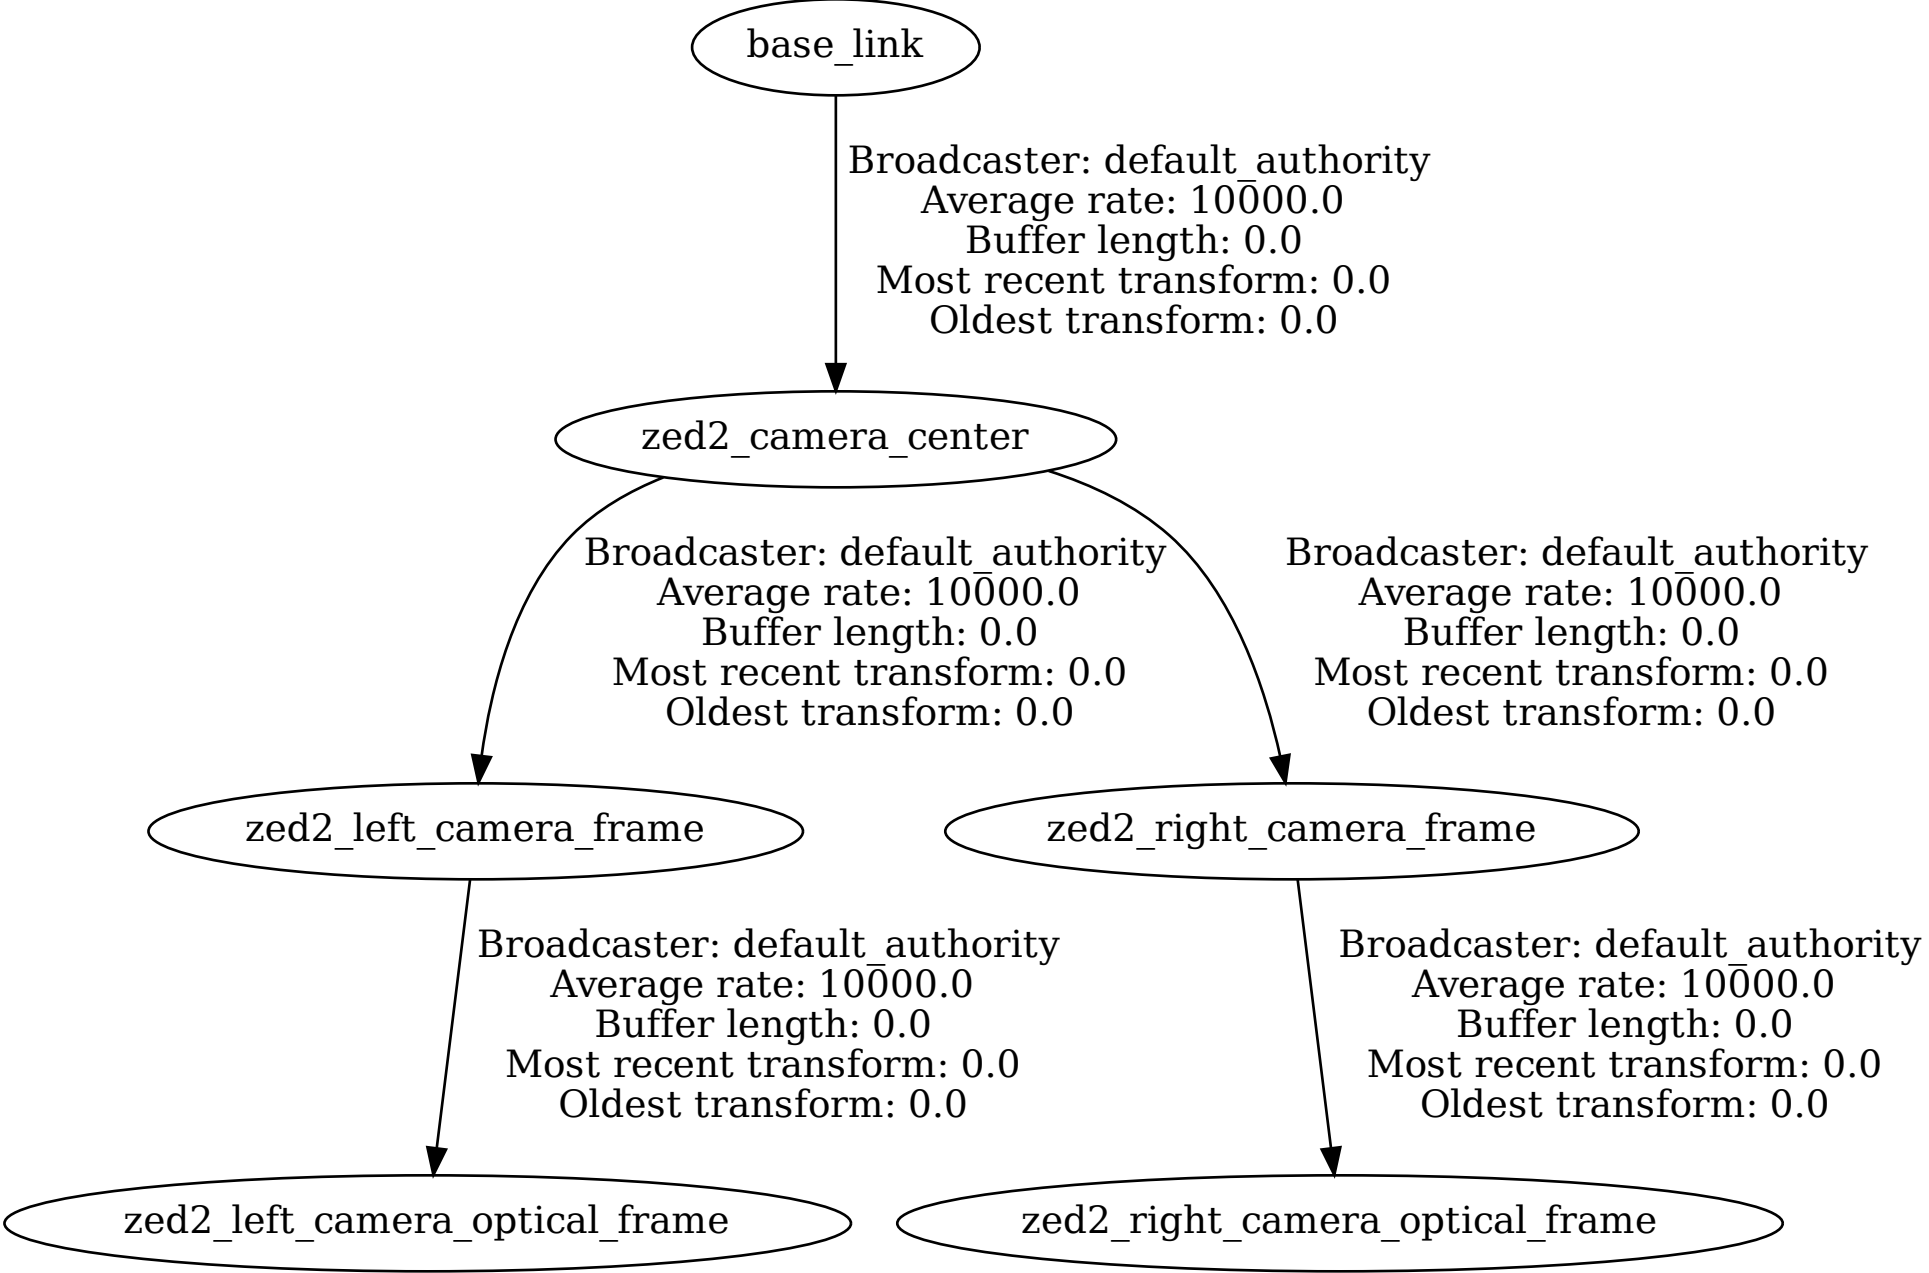 base_link
Broadcaster: default_authority
Average rate: 10000.0
Buffer length: 0.0
Most recent transform: 0.0
Oldest transform: 0.0
zed2_camera_center
Broadcaster: default_authority
Average rate: 10000.0
Buffer length: 0.0
Most recent transform: 0.0
Oldest transform: 0.0
Broadcaster: default_authority
Average rate: 10000.0
Buffer length: 0.0
Most recent transform: 0.0
Oldest transform: 0.0
zed2_left_camera_frame
zed2_right_camera_frame
Broadcaster: default_authority
Average rate: 10000.0
Buffer length: 0.0
Most recent transform: 0.0
Oldest transform: 0.0
Broadcaster: default_authority
Average rate: 10000.0
Buffer length: 0.0
Most recent transform: 0.0
Oldest transform: 0.0
zed2_left_camera_optical_frame
zed2_right_camera_optical_frame